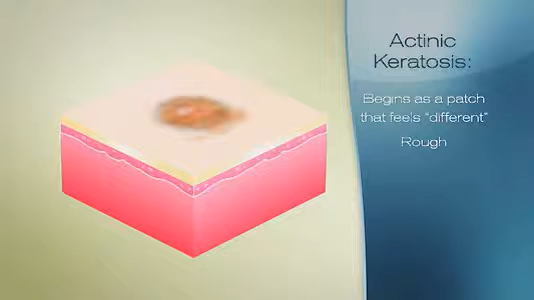 Actinic
Keratosis:
Begins as a patch
that feels "different"
Rough